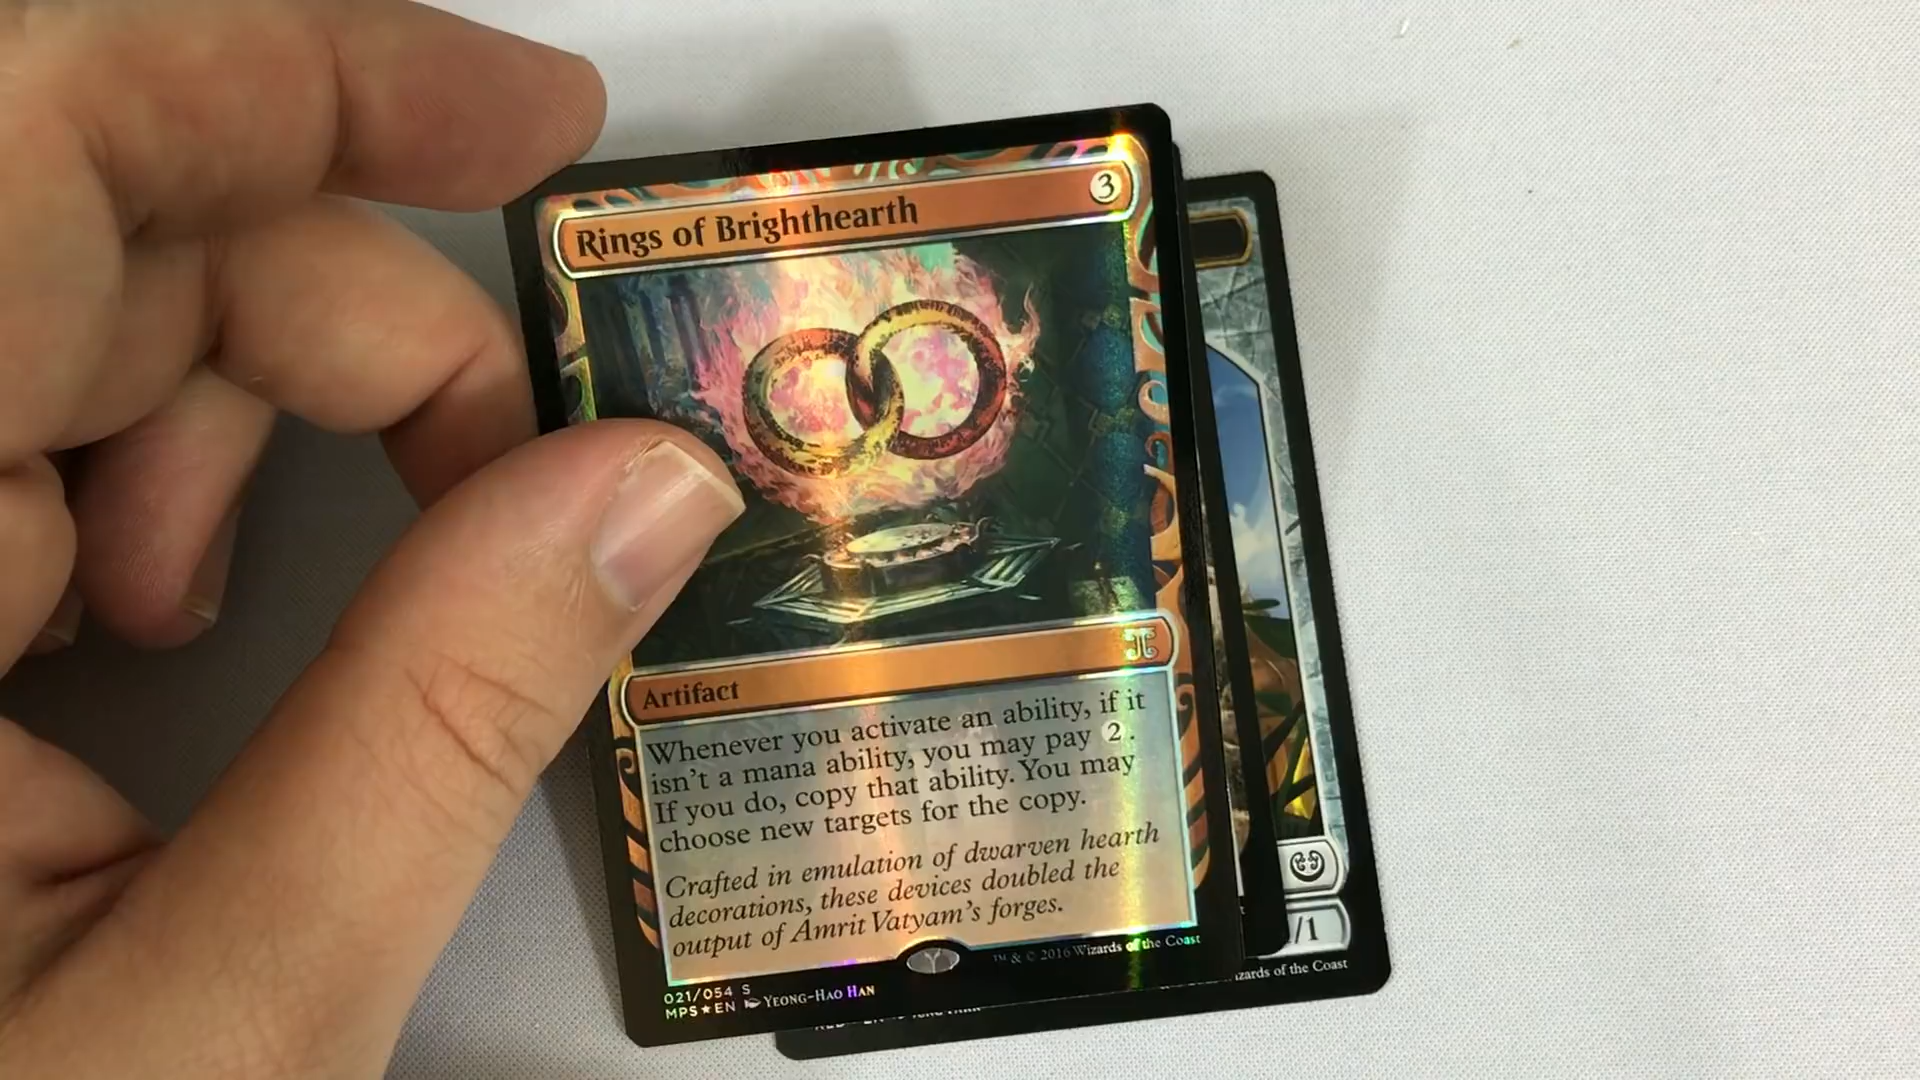 Rings of Brighthearth 3
Artifact
Whenever you activate an ability, if it
isn't a mana ability, you may pay 2.
If you do, copy that ability. You may
choose new targets for the copy.
Crafted in emulation of dwarven hearth
decorations, these devices doubled the
output of Amrit Vatyam's forges.
™ & © 2016 Wizards of the Coast
021/054 S
MPS★EN Yeong-Hao Han
/1
zards of the Coast